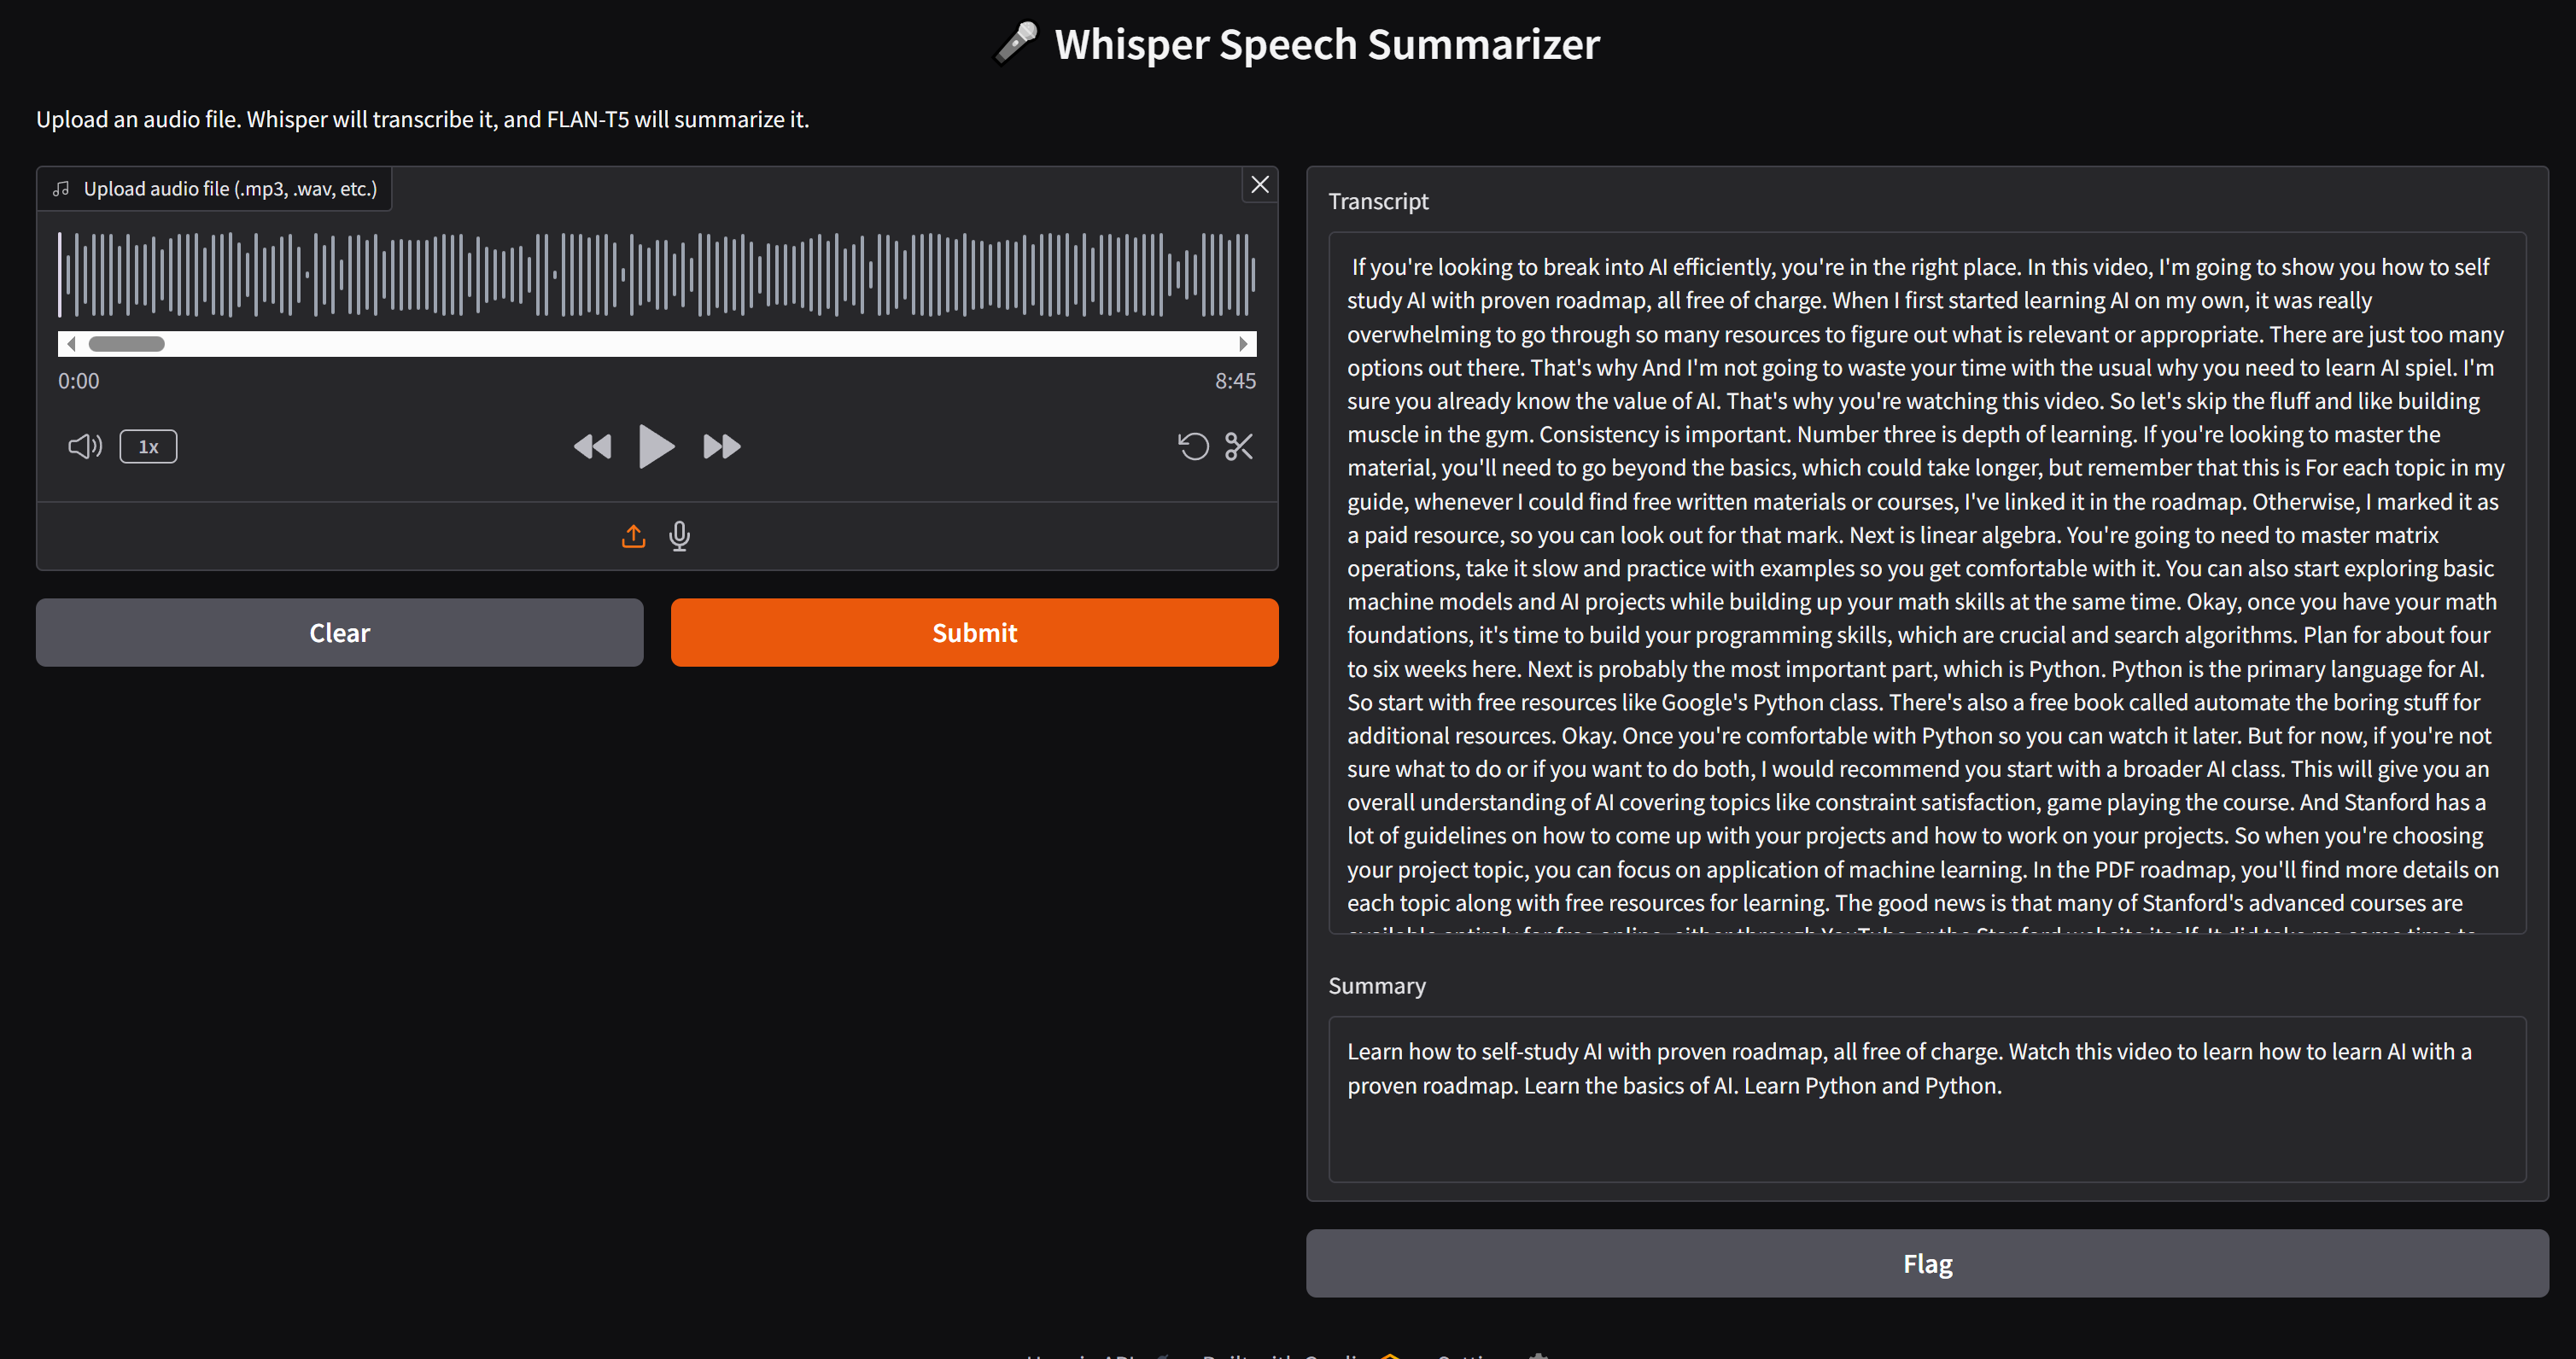 Whisper Speech Summarizer
Upload an audio file. Whisper will transcribe it, and FLAN-T5 will summarize it.
Upload audio file (.mp3, .wav, etc.)
0:00
8:45
1x
Clear
Submit
Transcript
If you're looking to break into AI efficiently, you're in the right place. In this video, I'm going to show you how to self
study AI with proven roadmap, all free of charge. When I first started learning AI on my own, it was really
overwhelming to go through so many resources to figure out what is relevant or appropriate. There are just too many
options out there. That's why And I'm not going to waste your time with the usual why you need to learn AI spiel. I'm
sure you already know the value of AI. That's why you're watching this video. So let's skip the fluff and like building
muscle in the gym. Consistency is important. Number three is depth of learning. If you're looking to master the
material, you'll need to go beyond the basics, which could take longer, but remember that this is For each topic in my
guide, whenever I could find free written materials or courses, I've linked it in the roadmap. Otherwise, I marked it as
a paid resource, so you can look out for that mark. Next is linear algebra. You're going to need to master matrix
operations, take it slow and practice with examples so you get comfortable with it. You can also start exploring basic
machine models and AI projects while building up your math skills at the same time. Okay, once you have your math
foundations, it's time to build your programming skills, which are crucial and search algorithms. Plan for about four
to six weeks here. Next is probably the most important part, which is Python. Python is the primary language for AI.
So start with free resources like Google's Python class. There's also a free book called automate the boring stuff for
additional resources. Okay. Once you're comfortable with Python so you can watch it later. But for now, if you're not
sure what to do or if you want to do both, I would recommend you start with a broader AI class. This will give you an
overall understanding of AI covering topics like constraint satisfaction, game playing the course. And Stanford has a
lot of guidelines on how to come up with your projects and how to work on your projects. So when you're choosing
your project topic, you can focus on application of machine learning. In the PDF roadmap, you'll find more details on
each topic along with free resources for learning. The good news is that many of Stanford's advanced courses are
available entirely for free online, either through YouTube or the Stanford website itself. It did take me some time to
Summary
Learn how to self-study AI with proven roadmap, all free of charge. Watch this video to learn how to learn AI with a
proven roadmap. Learn the basics of AI. Learn Python and Python.
Flag